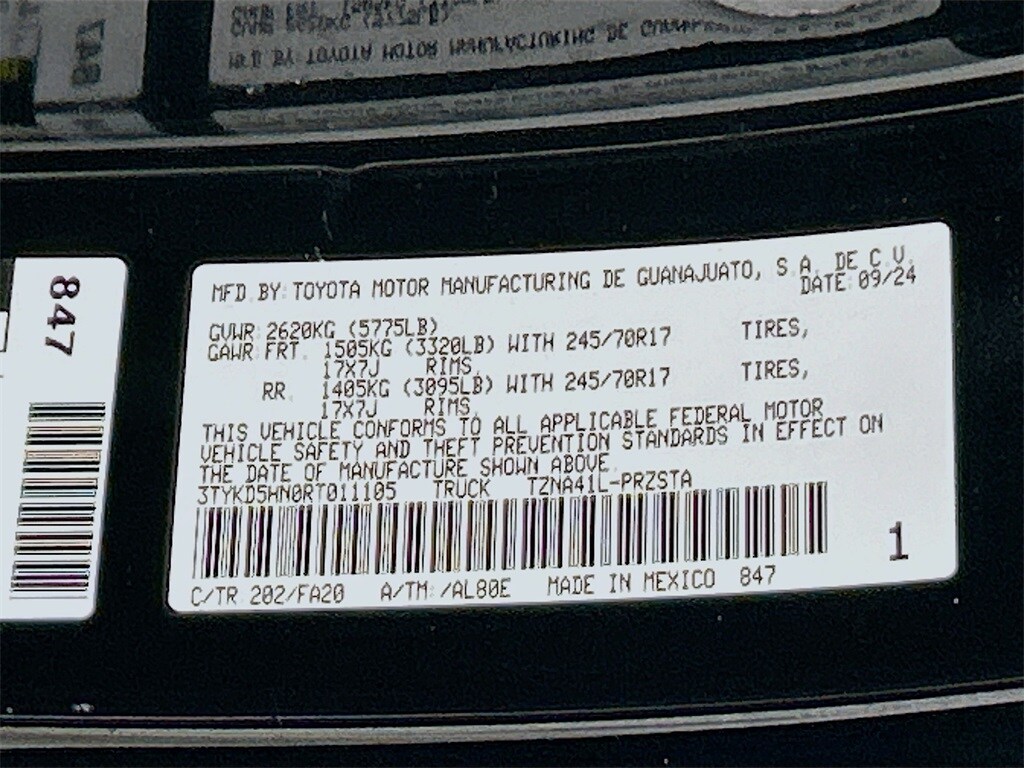 MFD. BY: TOYOTA MOTOR MANUFACTURING DE GUANAJUATO, S.A. DE C.V.
DATE: 09/24
GVWR: 2620KG (5775LB)
GAWR FRT. 1505KG (3320LB) WITH 245/70R17 TIRES,
17X7J RIMS,
RR. 1405KG (3095LB) WITH 245/70R17 TIRES,
17X7J RIMS,
THIS VEHICLE CONFORMS TO ALL APPLICABLE FEDERAL MOTOR
VEHICLE SAFETY AND THEFT PREVENTION STANDARDS IN EFFECT ON
THE DATE OF MANUFACTURE SHOWN ABOVE.
3TYKD5HN0RT011105 TRUCK TZNA41L-PRZSTA
1
C/TR: 202/FA20 A/TM: /AL80E MADE IN MEXICO 847
847